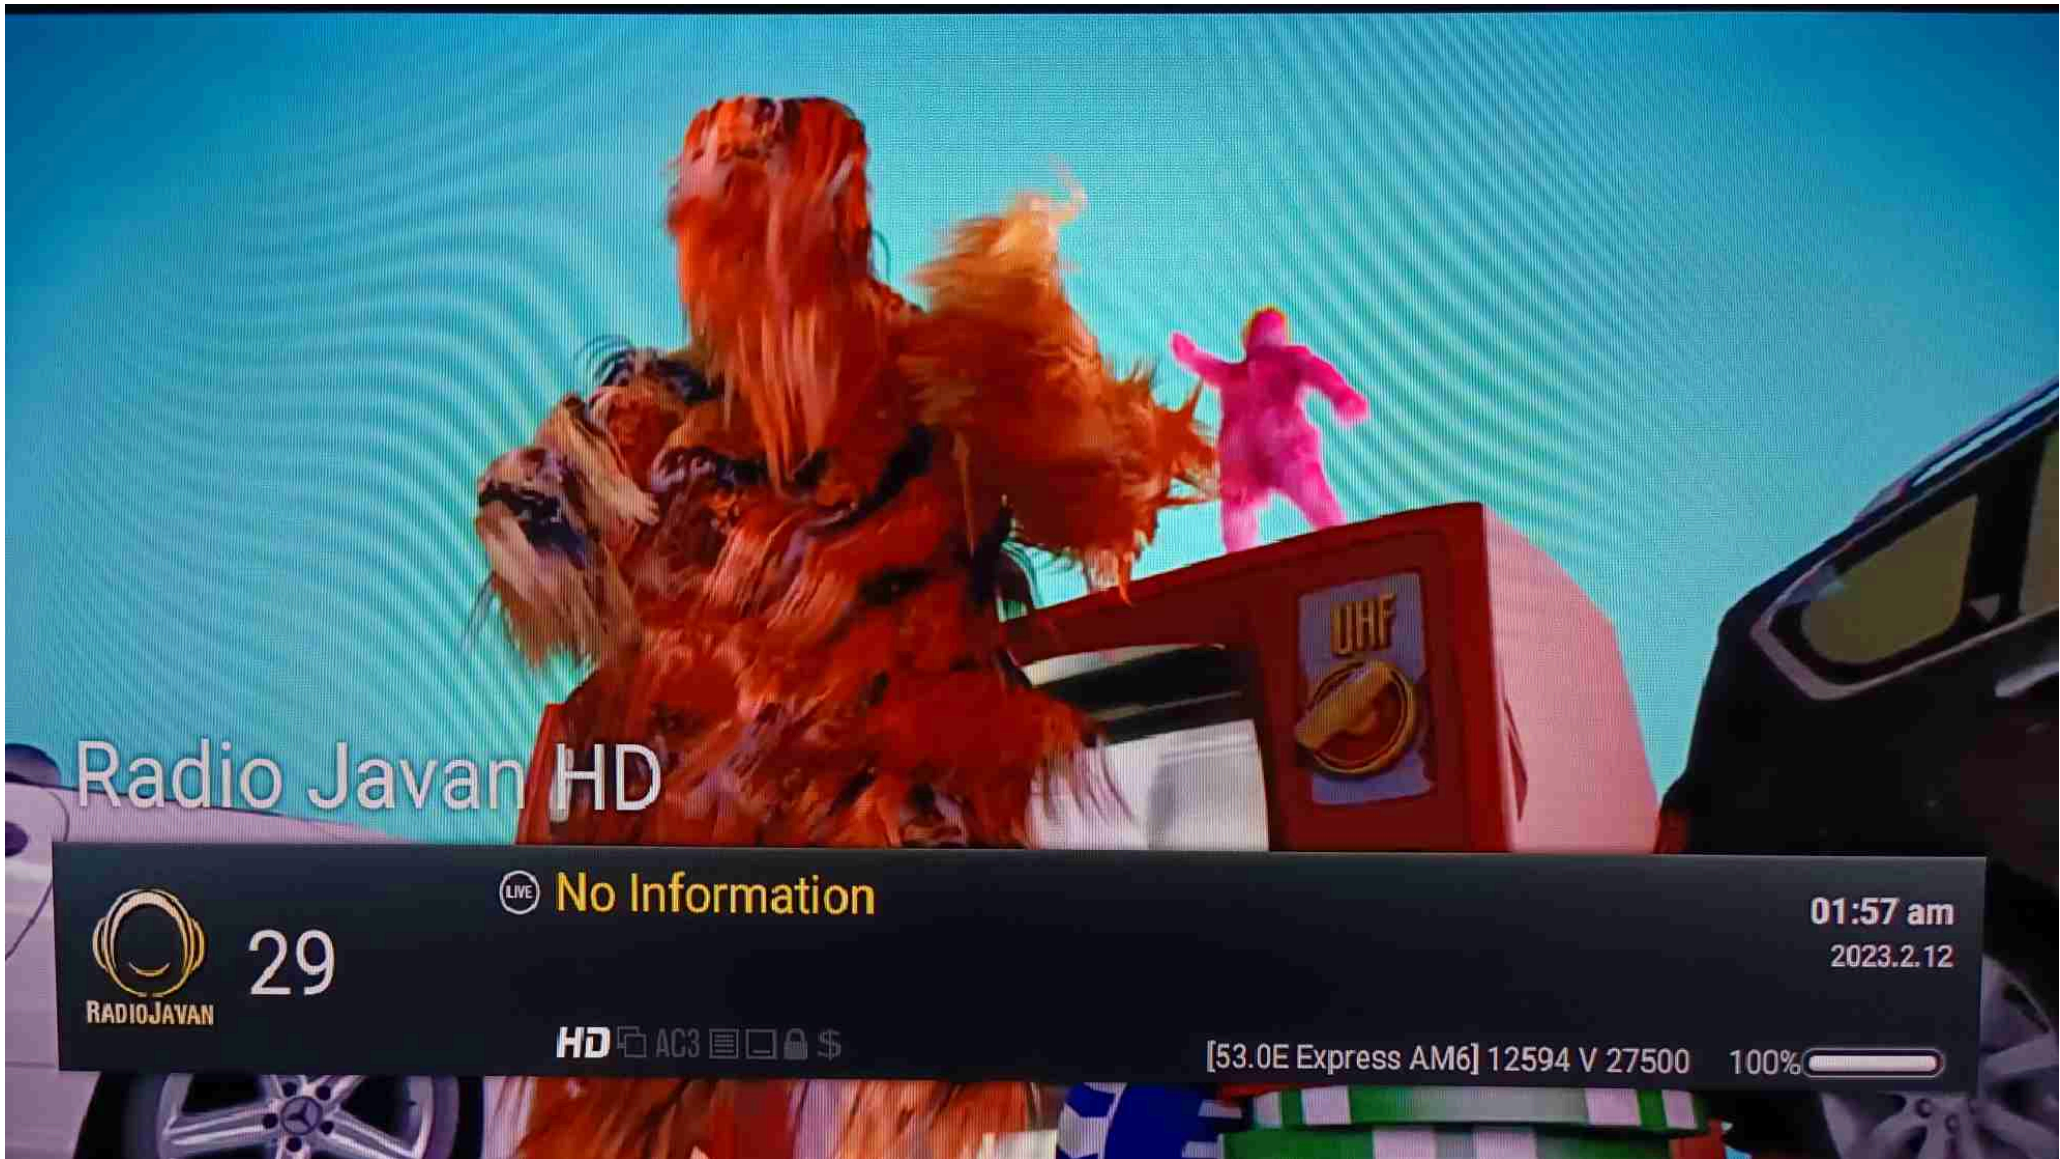 UHF
Radio Javan HD
LIVE No Information
01:57 am
2023.2.12
29
RADIOJAVAN
HD AC3 $
[53.0E Express AM6] 12594 V 27500 100%